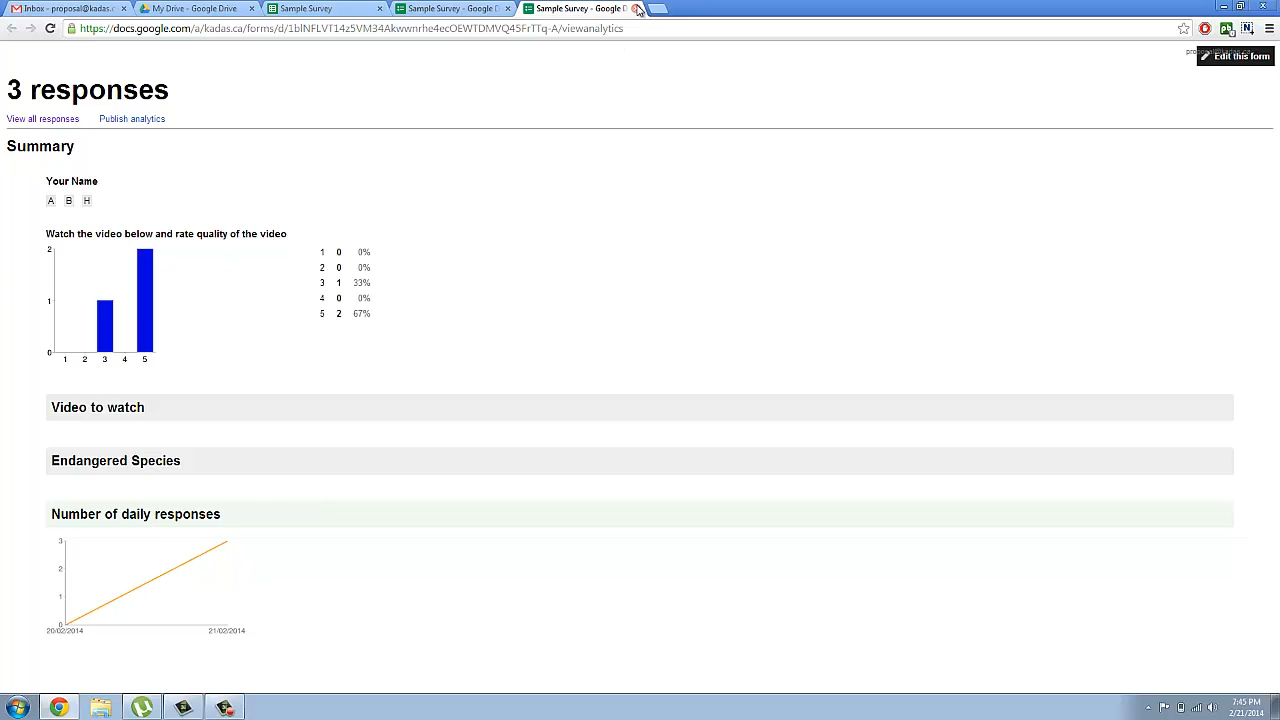 Inbox - proposal@kadas.c
My Drive - Google Drive
Sample Survey
Sample Survey - Google D
Sample Survey - Google D
https://docs.google.com/a/kadas.ca/forms/d/1blNFLVT14z5VM34Akwwnrhe4ecOEWTDMVQ45FrTTq-A/viewanalytics
Edit this form
3 responses
View all responses Publish analytics
Summary
Your Name
A B H
Watch the video below and rate quality of the video
2
1
0
1 2 3 4 5
1 0 0%
2 0 0%
3 1 33%
4 0 0%
5 2 67%
Video to watch
Endangered Species
Number of daily responses
3
2
1
0
20/02/2014 21/02/2014
7:45 PM
2/21/2014